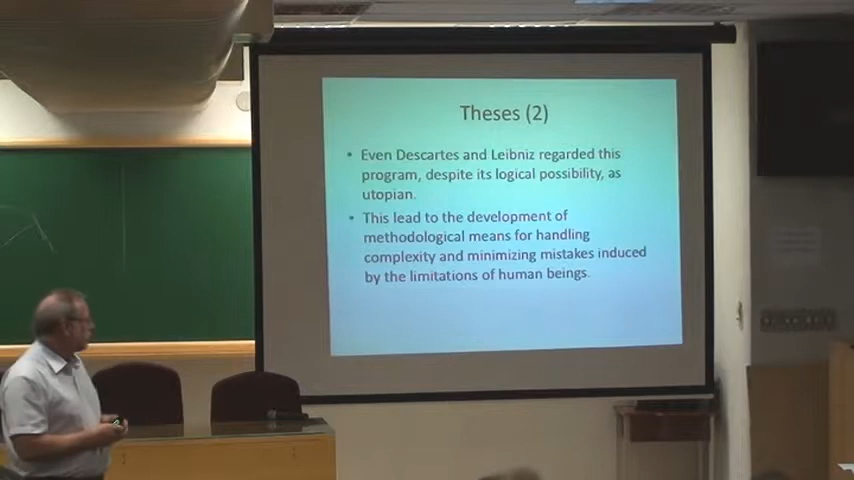 Theses (2)
• Even Descartes and Leibniz regarded this
program, despite its logical possibility, as
utopian.
• This lead to the development of
methodological means for handling
complexity and minimizing mistakes induced
by the limitations of human beings.